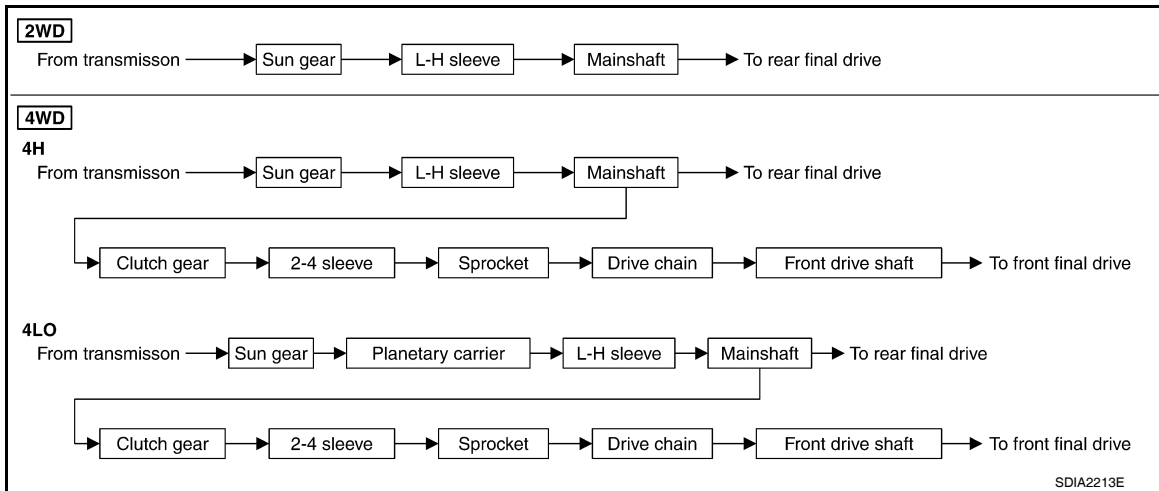 2WD
From transmisson Sun gear L-H sleeve Mainshaft To rear final drive
4WD
4H
From transmisson Sun gear L-H sleeve Mainshaft To rear final drive
Clutch gear 2-4 sleeve Sprocket Drive chain Front drive shaft To front final drive
4LO
From transmisson Sun gear Planetary carrier L-H sleeve Mainshaft To rear final drive
Clutch gear 2-4 sleeve Sprocket Drive chain Front drive shaft To front final drive
SDIA2213E